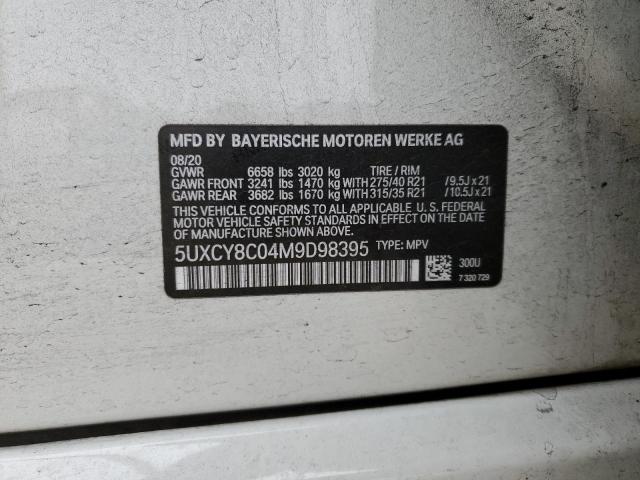 MFD BY BAYERISCHE MOTOREN WERKE AG
08/20
GVWR 6658 lbs 3020 kg TIRE / RIM
GAWR FRONT 3241 lbs 1470 kg WITH 275/40 R21 /9.5J x 21
GAWR REAR 3682 lbs 1670 kg WITH 315/35 R21 /10.5J x 21
THIS VEHICLE CONFORMS TO ALL APPLICABLE U.S. FEDERAL
MOTOR VEHICLE SAFETY STANDARDS IN EFFECT ON THE DATE
OF MANUFACTURE SHOWN ABOVE.
5UXCY8C04M9D98395 TYPE: MPV
300U
7 320 729